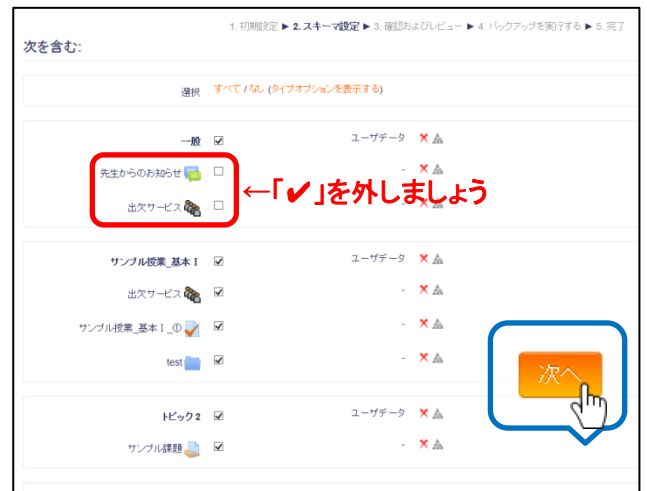 1. 初期設定 ► 2. スキーマ設定 ► 3. 確認およびレビュー ► 4. バックアップを実行する ► 5. 完了
次を含む:
選択 すべて / なし (タイプオプションを表示する)
一般 ユーザデータ
先生からのお知らせ -
←「✔」を外しましょう
出欠サービス -
サンプル授業_基本Ⅰ ユーザデータ
出欠サービス -
サンプル授業_基本Ⅰ_① -
test -
次へ
トピック 2 ユーザデータ
サンプル課題 -